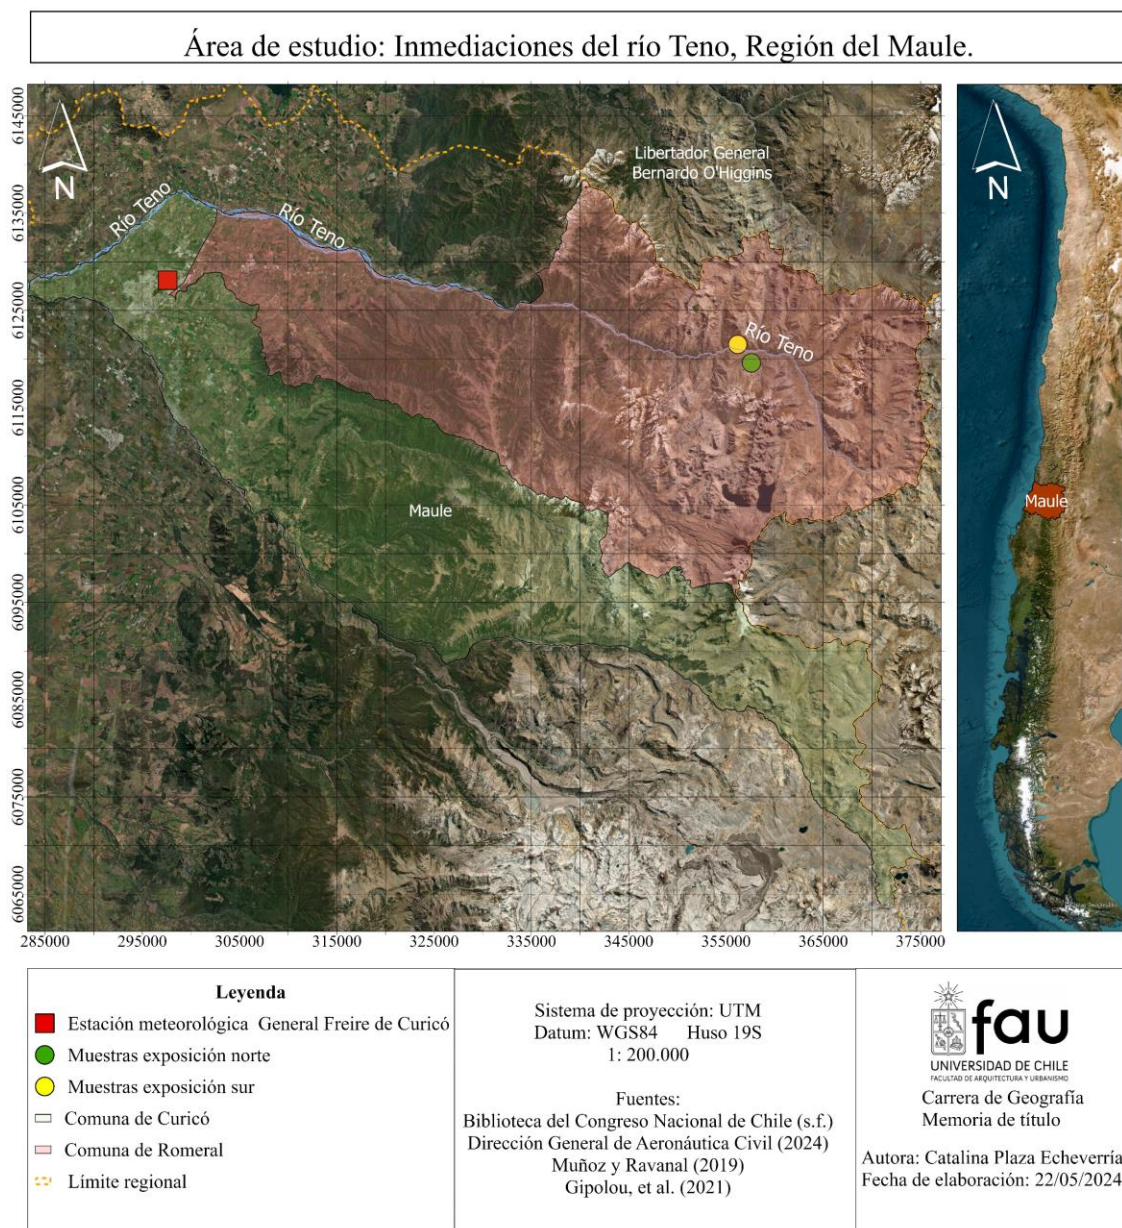 Área de estudio: Inmediaciones del río Teno, Región del Maule.
N
Libertador General
Bernardo O'Higgins
Río Teno
Río Teno
Río Teno
Maule
6145000
6135000
6125000
6115000
6105000
6095000
6085000
6075000
6065000
285000 295000 305000 315000 325000 335000 345000 355000 365000 375000
N
Maule
Leyenda
Estación meteorológica General Freire de Curicó
Muestras exposición norte
Muestras exposición sur
Comuna de Curicó
Comuna de Romeral
Límite regional
Sistema de proyección: UTM
Datum: WGS84 Huso 19S
1: 200.000
Fuentes:
Biblioteca del Congreso Nacional de Chile (s.f.)
Dirección General de Aeronáutica Civil (2024)
Muñoz y Ravanal (2019)
Gipolou, et al. (2021)
fau
UNIVERSIDAD DE CHILE
FACULTAD DE ARQUITECTURA Y URBANISMO
Carrera de Geografía
Memoria de título
Autora: Catalina Plaza Echeverría
Fecha de elaboración: 22/05/2024